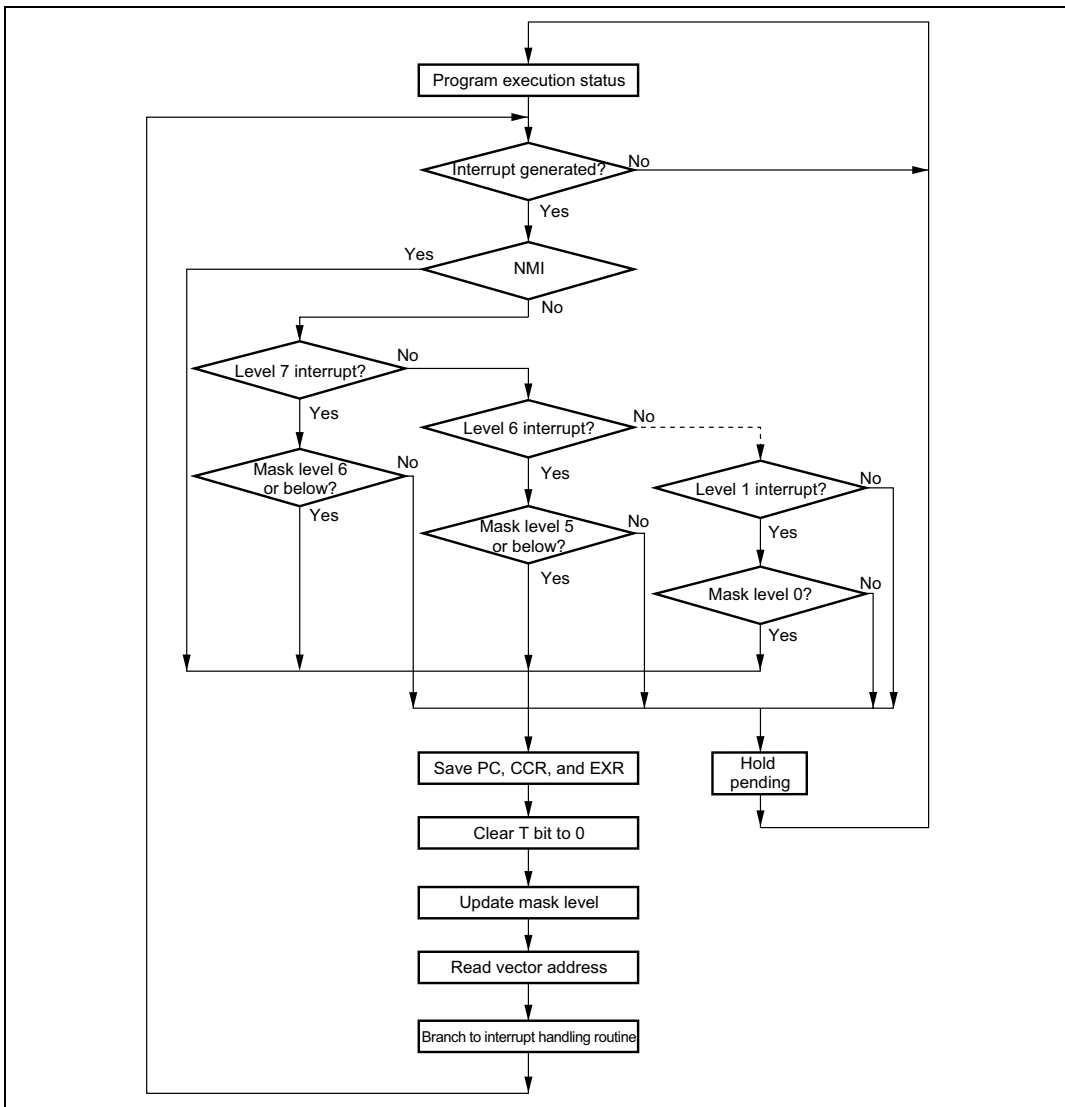 Program execution status
Interrupt generated?
No
Yes
Yes
NMI
No
Level 7 interrupt?
No
Yes
Level 6 interrupt?
No
Yes
Mask level 6
or below?
No
Yes
Level 1 interrupt?
No
Yes
Mask level 5
or below?
No
Yes
Mask level 0?
No
Yes
Save PC, CCR, and EXR
Hold
pending
Clear T bit to 0
Update mask level
Read vector address
Branch to interrupt handling routine